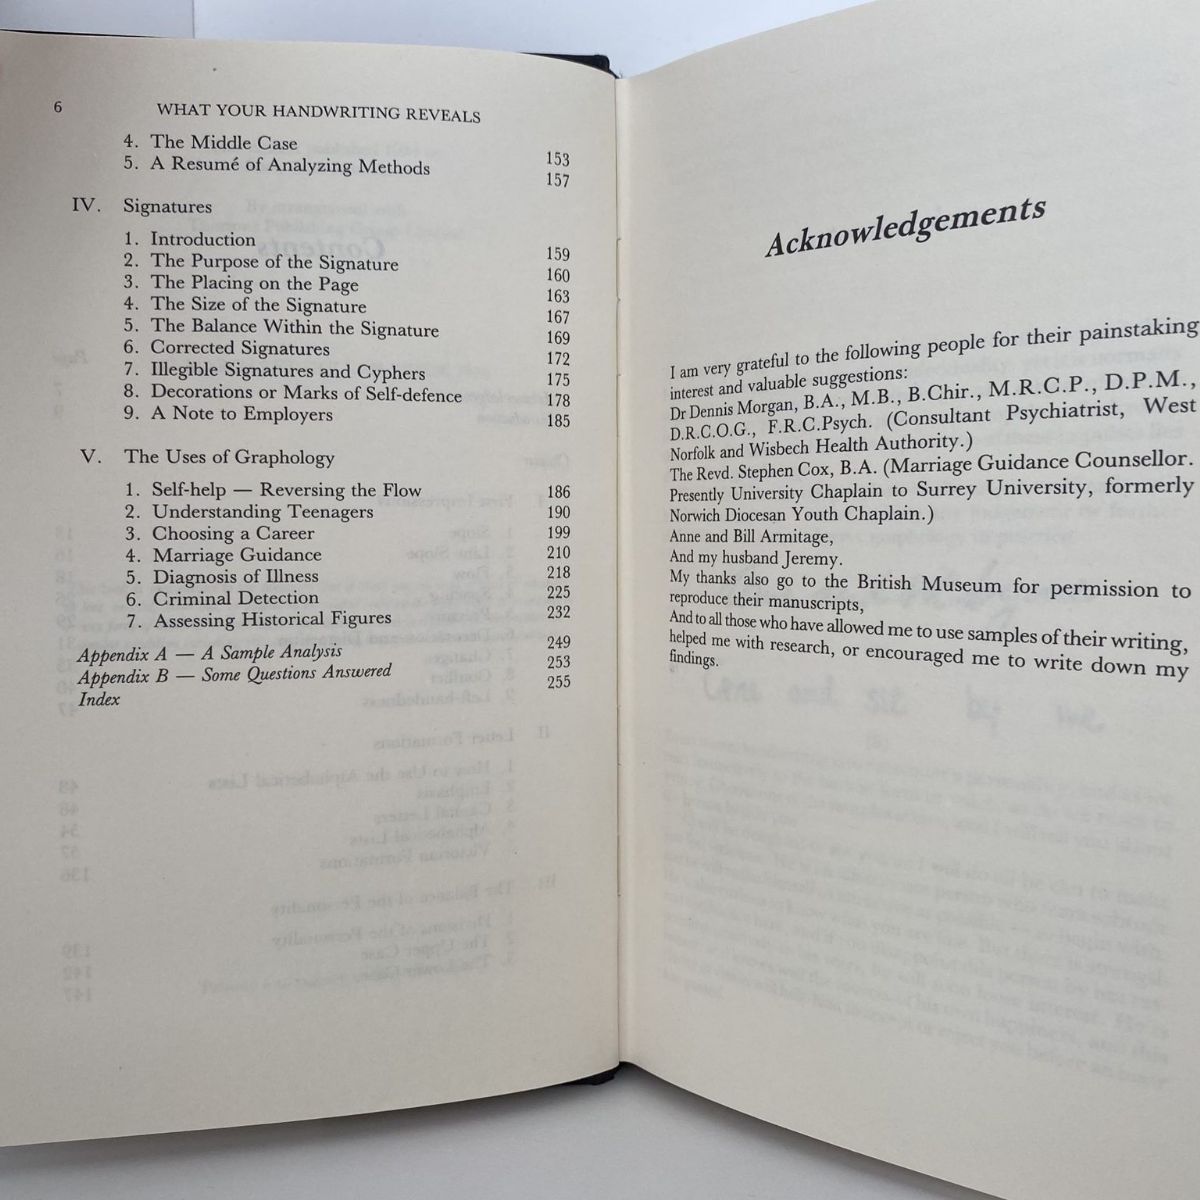 6 WHAT YOUR HANDWRITING REVEALS
4. The Middle Case 153
5. A Resumé of Analyzing Methods 157
IV. Signatures
1. Introduction 159
2. The Purpose of the Signature 160
3. The Placing on the Page 163
4. The Size of the Signature 167
5. The Balance Within the Signature 169
6. Corrected Signatures 172
7. Illegible Signatures and Cyphers 175
8. Decorations or Marks of Self-defence 178
9. A Note to Employers 185
V. The Uses of Graphology
1. Self-help — Reversing the Flow 186
2. Understanding Teenagers 190
3. Choosing a Career 199
4. Marriage Guidance 210
5. Diagnosis of Illness 218
6. Criminal Detection 225
7. Assessing Historical Figures 232
Appendix A — A Sample Analysis 249
Appendix B — Some Questions Answered 253
Index 255
Acknowledgements
I am very grateful to the following people for their painstaking
interest and valuable suggestions:
Dr Dennis Morgan, B.A., M.B., B.Chir., M.R.C.P., D.P.M.,
D.R.C.O.G., F.R.C.Psych. (Consultant Psychiatrist, West
Norfolk and Wisbech Health Authority.)
The Revd. Stephen Cox, B.A. (Marriage Guidance Counsellor.
Presently University Chaplain to Surrey University, formerly
Norwich Diocesan Youth Chaplain.)
Anne and Bill Armitage,
And my husband Jeremy.
My thanks also go to the British Museum for permission to
reproduce their manuscripts,
And to all those who have allowed me to use samples of their writing,
helped me with research, or encouraged me to write down my
findings.